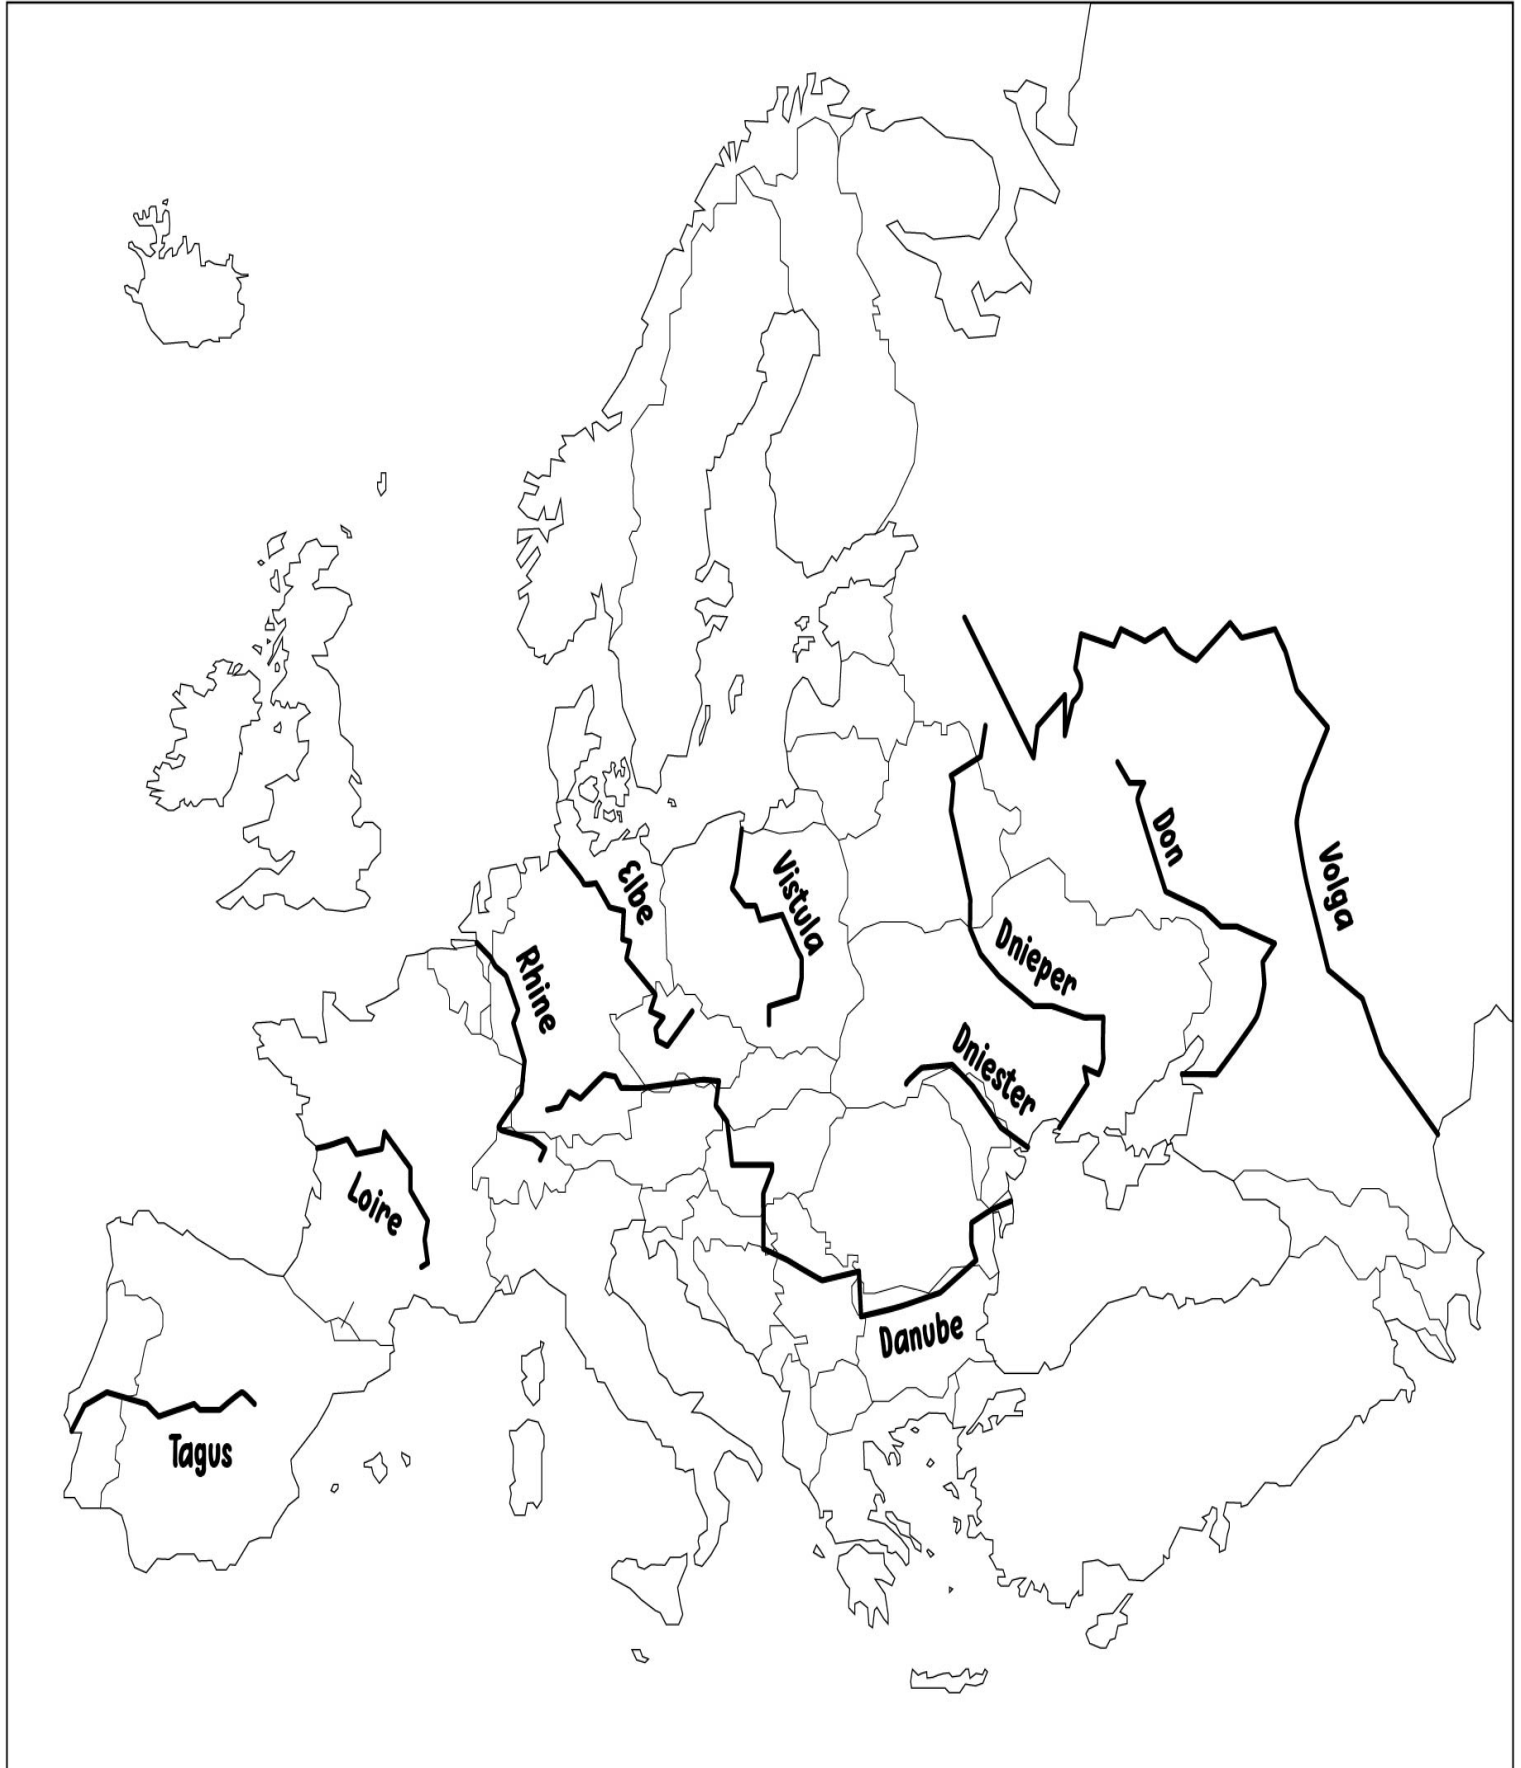 Don
Volga
Elbe
Vistula
Dnieper
Rhine
Dniester
Loire
Danube
Tagus